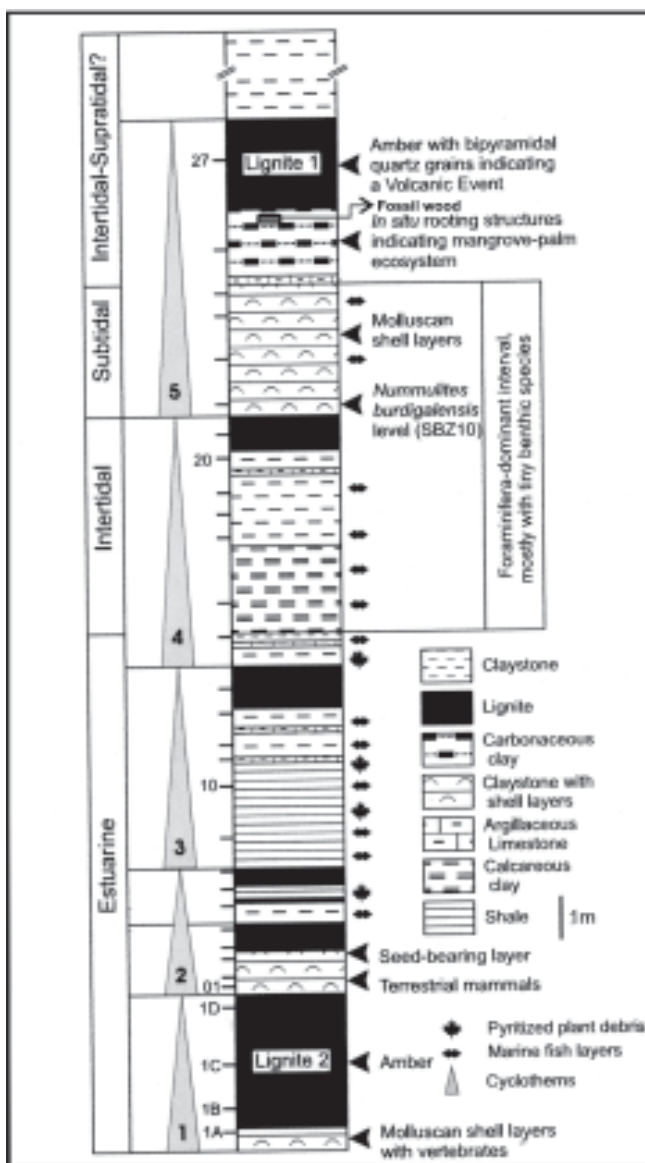 Intertidal-Supratidal?
Subtidal
Intertidal
Estuarine
5
4
3
2
1
27
20
10
01
1D
1C
1B
1A
Lignite 1
Lignite 2
Amber with bipyramidal
quartz grains indicating
a Volcanic Event
Fossil wood
In situ rooting structures
indicating mangrove-palm
ecosystem
Molluscan
shell layers
Nummulites
burdigalensis
level (SBZ10)
Foraminifera-dominant interval,
mostly with tiny benthic species
Claystone
Lignite
Carbonaceous
clay
Claystone with
shell layers
Argillaceous
Limestone
Calcareous
clay
Shale
1m
Seed-bearing layer
Terrestrial mammals
Pyritized plant debris
Marine fish layers
Cyclothems
Amber
Molluscan shell layers
with vertebrates